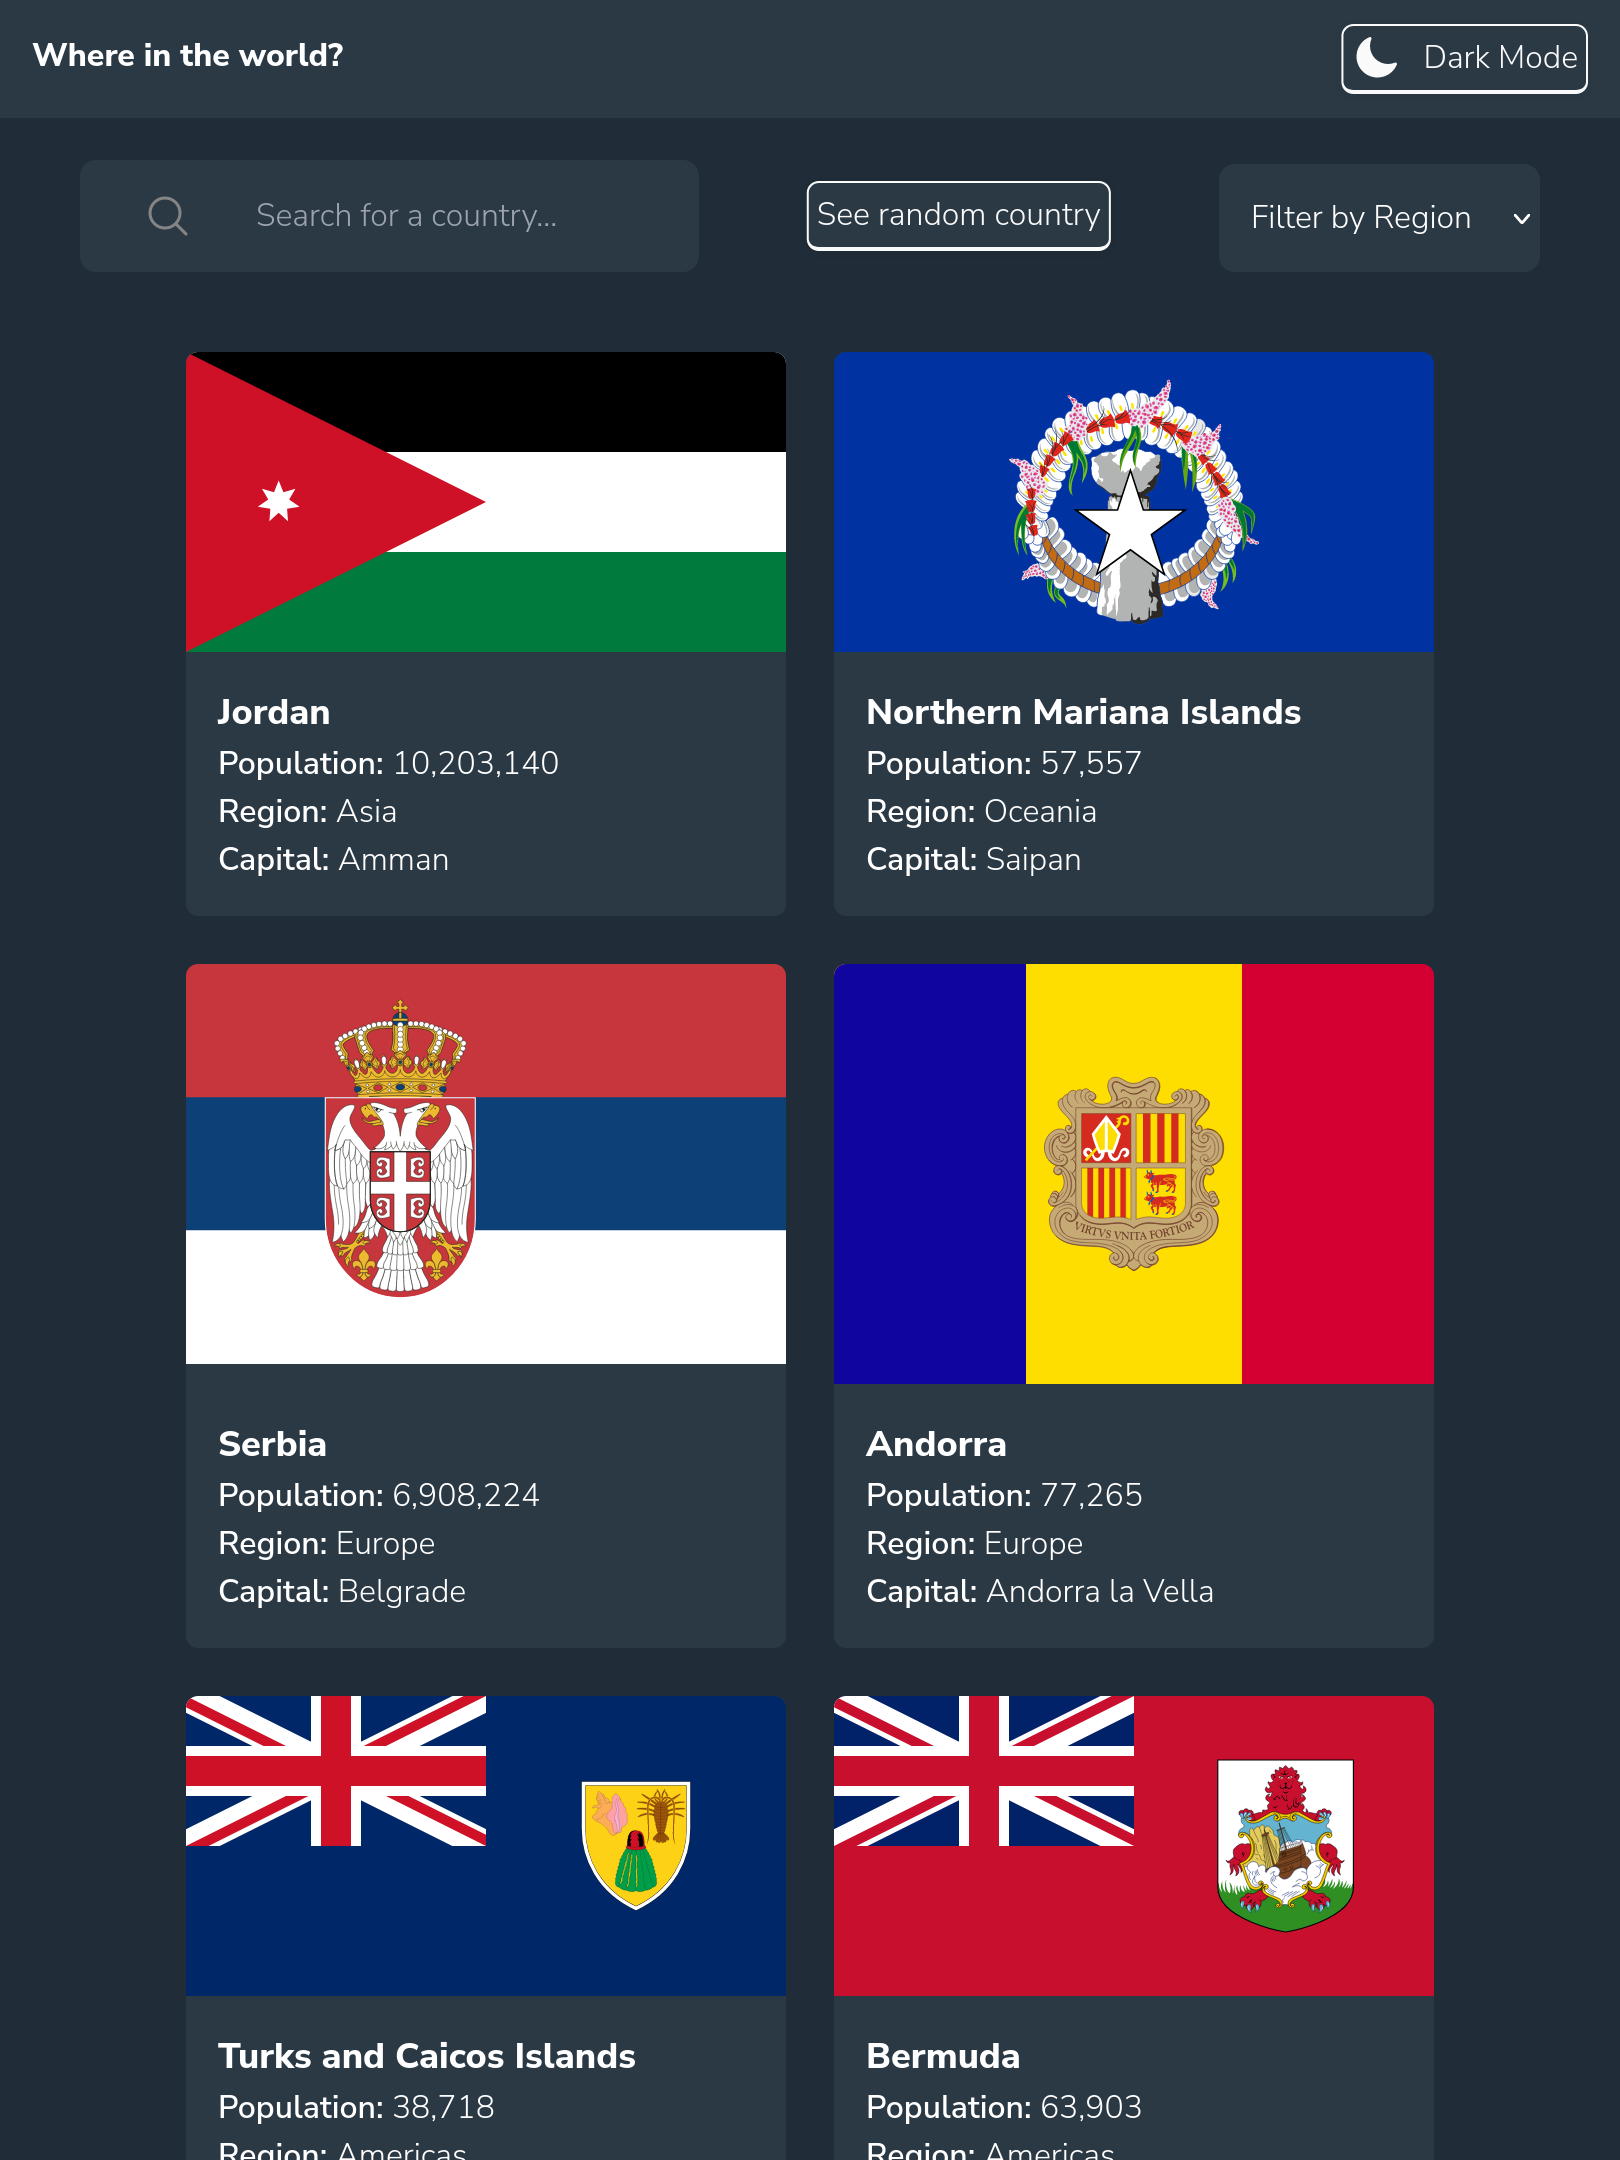 Where in the world?
Dark Mode
Search for a country...
See random country
Filter by Region
Jordan
Population: 10,203,140
Region: Asia
Capital: Amman
Northern Mariana Islands
Population: 57,557
Region: Oceania
Capital: Saipan
VIRTVS VNITA FORTIOR
Serbia
Population: 6,908,224
Region: Europe
Capital: Belgrade
Andorra
Population: 77,265
Region: Europe
Capital: Andorra la Vella
Turks and Caicos Islands
Population: 38,718
Region: Americas
Bermuda
Population: 63,903
Region: Americas